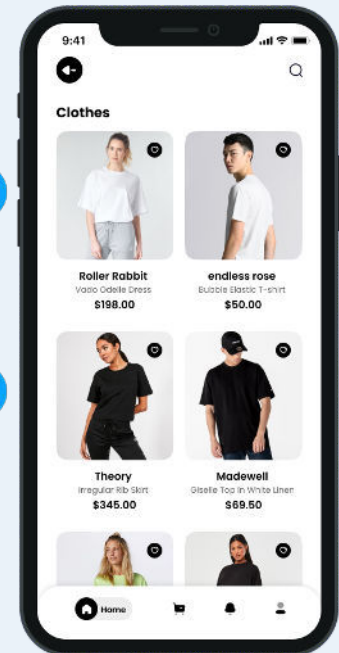 9:41
Clothes
Roller Rabbit
Vado Odelle Dress
$198.00
endless rose
Bubble Elastic T-shirt
$50.00
Theory
Irregular Rib Skirt
$345.00
Madewell
Giselle Top in White Linen
$69.50
Home